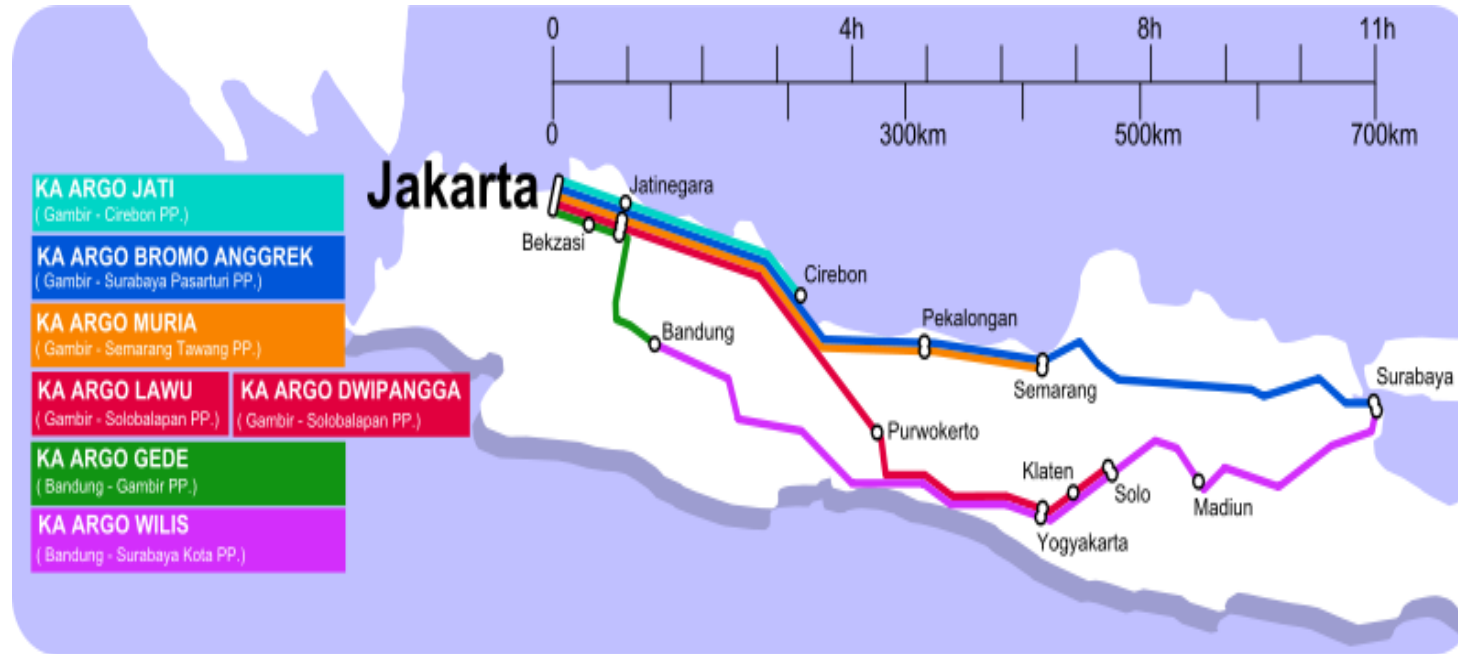 0 4h 8h 11h
0 300km 500km 700km
Jakarta
Jatinegara
Bekzasi
Cirebon
Bandung
Pekalongan
Semarang
Surabaya
Purwokerto
Klaten
Solo
Madiun
Yogyakarta
KA ARGO JATI
( Gambir - Cirebon PP.)
KA ARGO BROMO ANGGREK
( Gambir - Surabaya Pasarturi PP.)
KA ARGO MURIA
( Gambir - Semarang Tawang PP.)
KA ARGO LAWU
( Gambir - Solobalapan PP.)
KA ARGO DWIPANGGA
( Gambir - Solobalapan PP.)
KA ARGO GEDE
( Bandung - Gambir PP.)
KA ARGO WILIS
( Bandung - Surabaya Kota PP.)